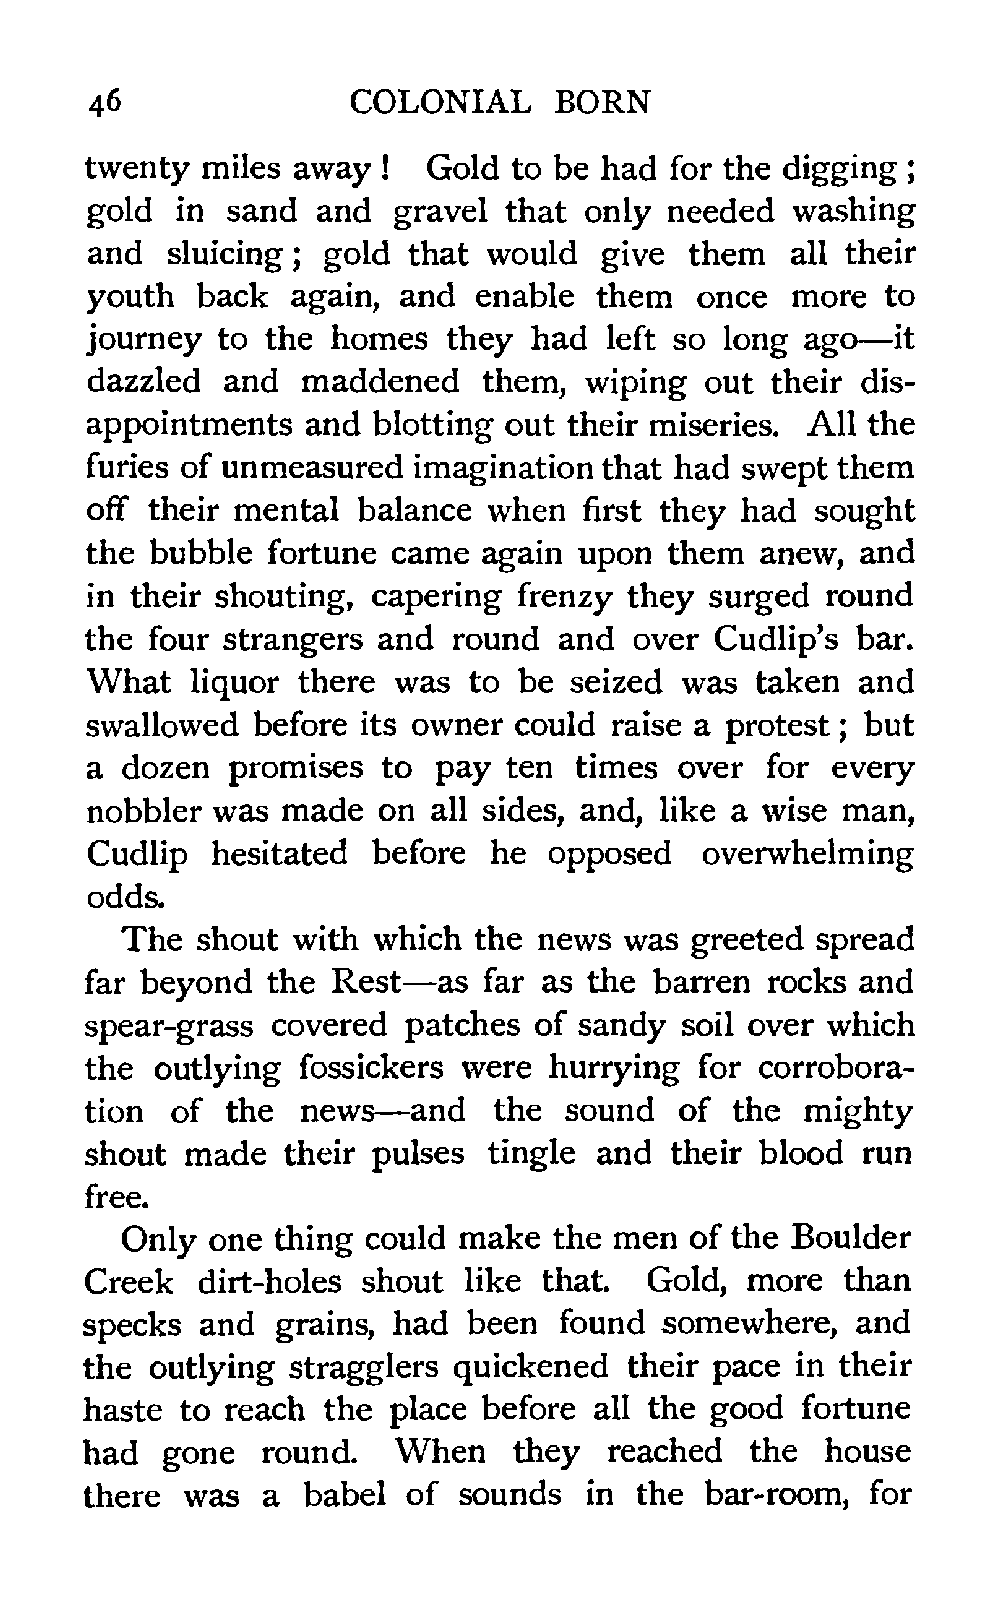 46 COLONIAL BORN
twenty miles away ! Gold to be had for the digging ;
gold in sand and gravel that only needed washing
and sluicing ; gold that would give them all their
youth back again, and enable them once more to
journey to the homes they had left so long ago—it
dazzled and maddened them, wiping out their dis-
appointments and blotting out their miseries. All the
furies of unmeasured imagination that had swept them
off their mental balance when first they had sought
the bubble fortune came again upon them anew, and
in their shouting, capering frenzy they surged round
the four strangers and round and over Cudlip's bar.
What liquor there was to be seized was taken and
swallowed before its owner could raise a protest ; but
a dozen promises to pay ten times over for every
nobbler was made on all sides, and, like a wise man,
Cudlip hesitated before he opposed overwhelming
odds.
The shout with which the news was greeted spread
far beyond the Rest—as far as the barren rocks and
spear-grass covered patches of sandy soil over which
the outlying fossickers were hurrying for corrobora-
tion of the news—and the sound of the mighty
shout made their pulses tingle and their blood run
free.
Only one thing could make the men of the Boulder
Creek dirt-holes shout like that. Gold, more than
specks and grains, had been found somewhere, and
the outlying stragglers quickened their pace in their
haste to reach the place before all the good fortune
had gone round. When they reached the house
there was a babel of sounds in the bar-room, for